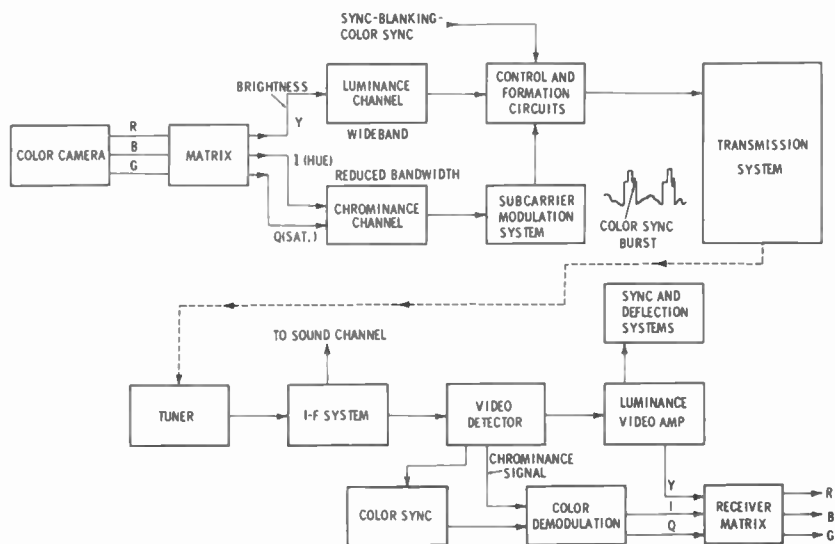 SYNC-BLANKING-
COLOR SYNC
BRIGHTNESS
Y
LUMINANCE
CHANNEL
WIDEBAND
CONTROL AND
FORMATION
CIRCUITS
TRANSMISSION
SYSTEM
COLOR CAMERA
R
B
G
MATRIX
I (HUE)
Q(SAT.)
REDUCED BANDWIDTH
CHROMINANCE
CHANNEL
SUBCARRIER
MODULATION
SYSTEM
COLOR SYNC
BURST
SYNC AND
DEFLECTION
SYSTEMS
TO SOUND CHANNEL
TUNER
I-F SYSTEM
VIDEO
DETECTOR
LUMINANCE
VIDEO AMP
CHROMINANCE
SIGNAL
COLOR SYNC
COLOR
DEMODULATION
Y
I
Q
RECEIVER
MATRIX
R
B
G